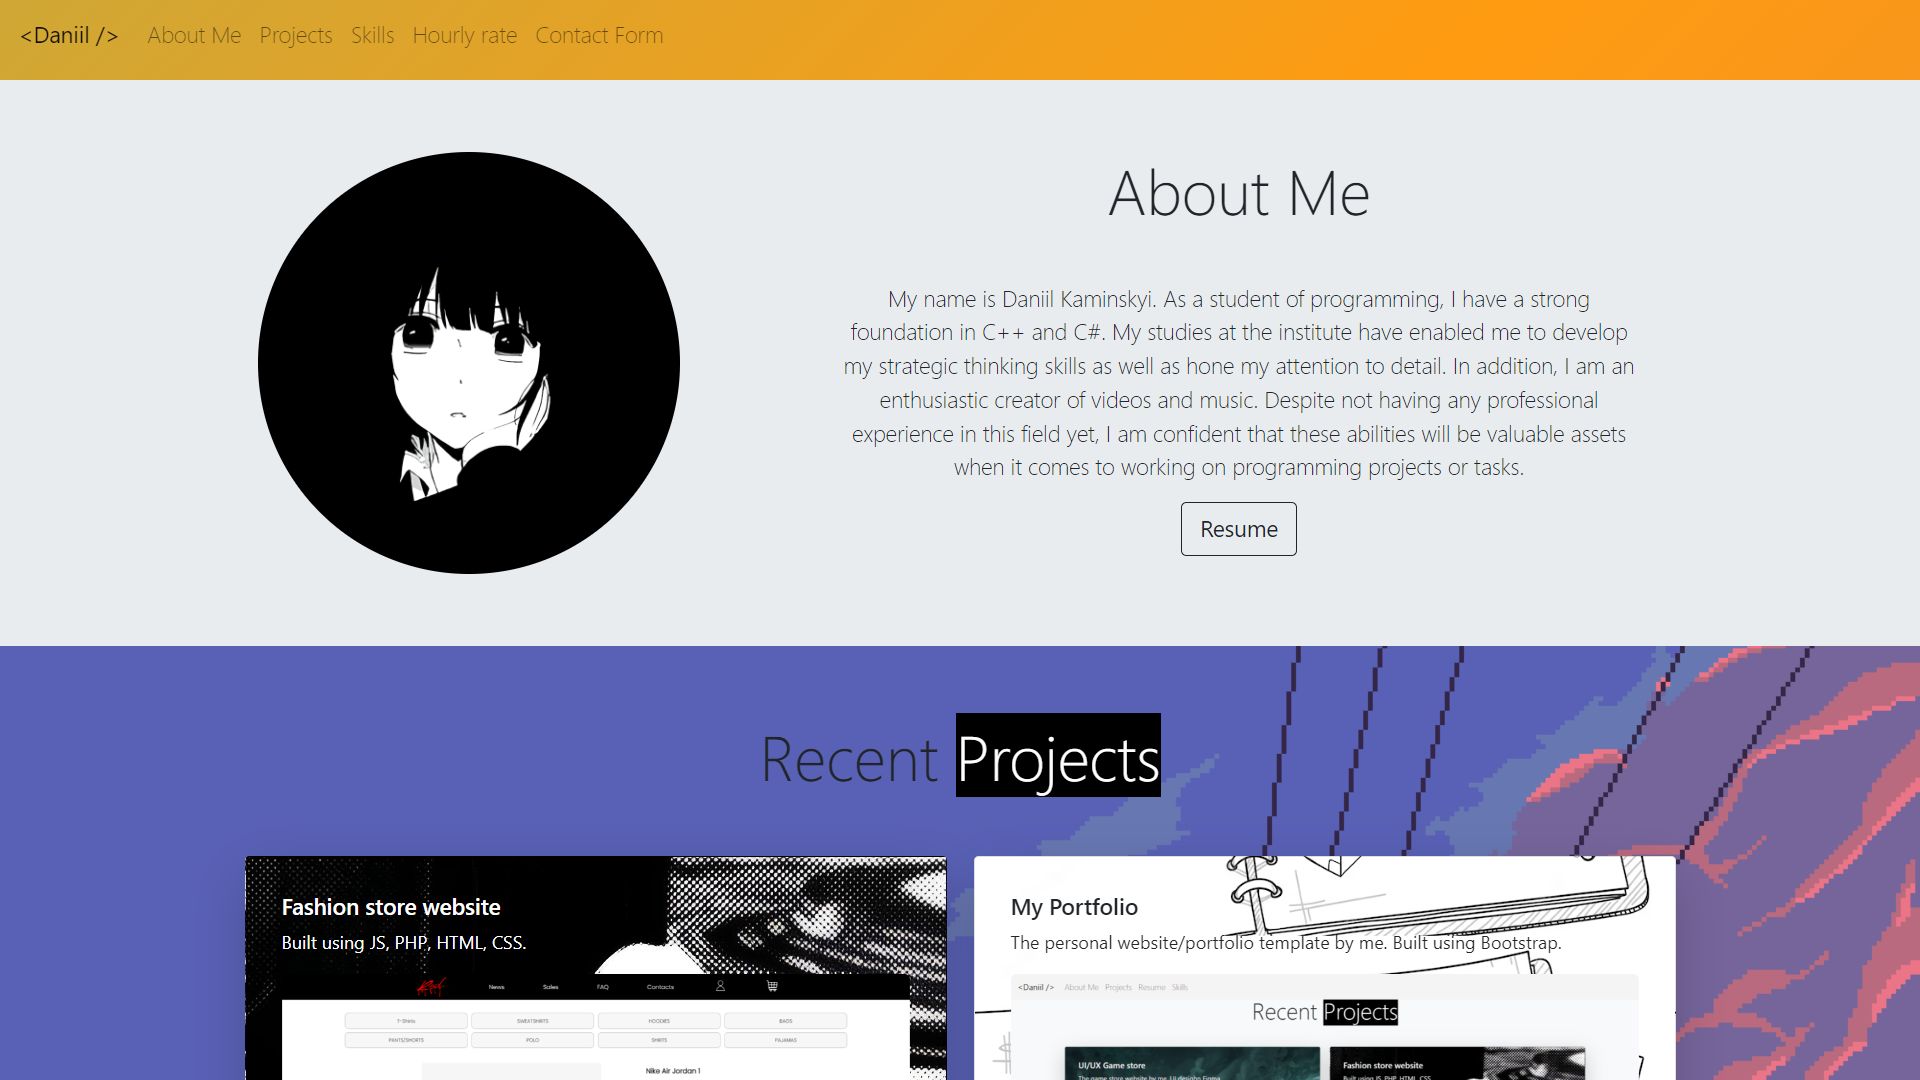 <Daniil /> About Me Projects Skills Hourly rate Contact Form
About Me
My name is Daniil Kaminskyi. As a student of programming, I have a strong
foundation in C++ and C#. My studies at the institute have enabled me to develop
my strategic thinking skills as well as hone my attention to detail. In addition, I am an
enthusiastic creator of videos and music. Despite not having any professional
experience in this field yet, I am confident that these abilities will be valuable assets
when it comes to working on programming projects or tasks.
Resume
Recent Projects
Fashion store website
Built using JS, PHP, HTML, CSS.
News Sales FAQ Contacts
T-Shirts SWEATSHIRTS HOODIES BAGS
PANTS/SHORTS POLO SHIRTS PAJAMAS
Nike Air Jordan 1
My Portfolio
The personal website/portfolio template by me. Built using Bootstrap.
<Daniil /> About Me Projects Resume Skills
Recent Projects
UI/UX Game store
Fashion store website
Built using JS, PHP, HTML, CSS.